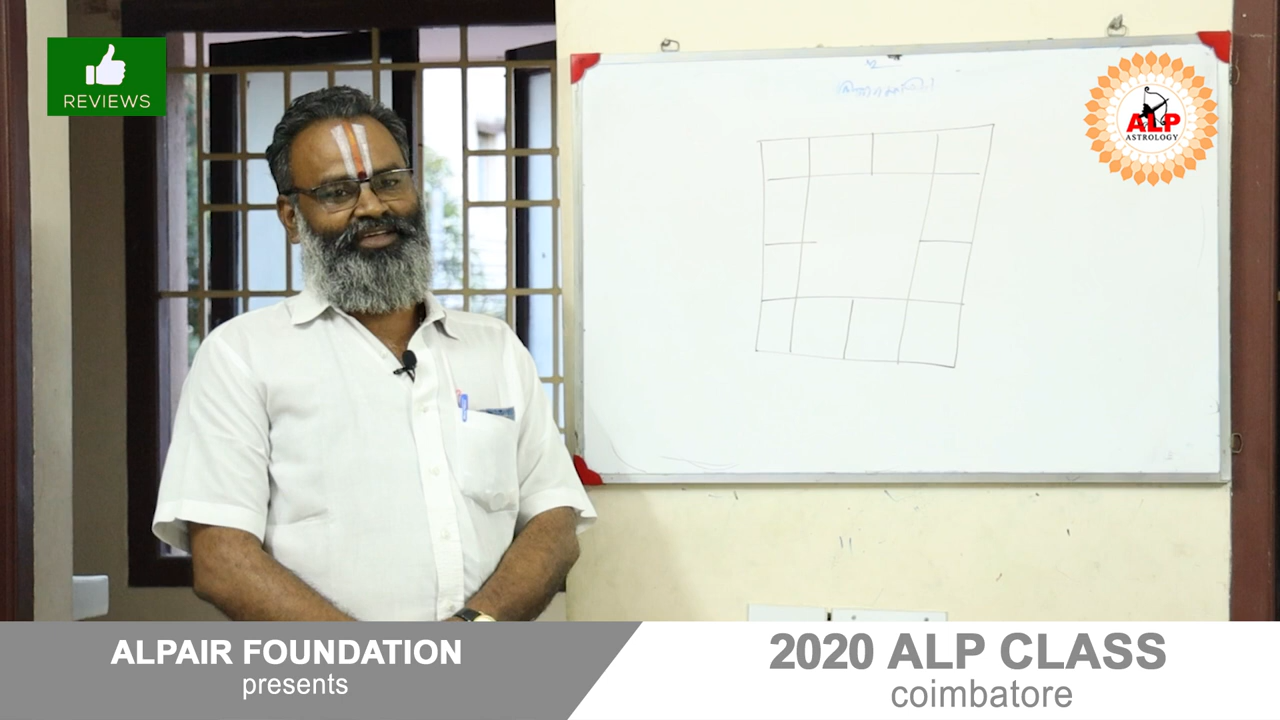 REVIEWS
ALP
ASTROLOGY
ALPAIR FOUNDATION
presents
2020 ALP CLASS
coimbatore